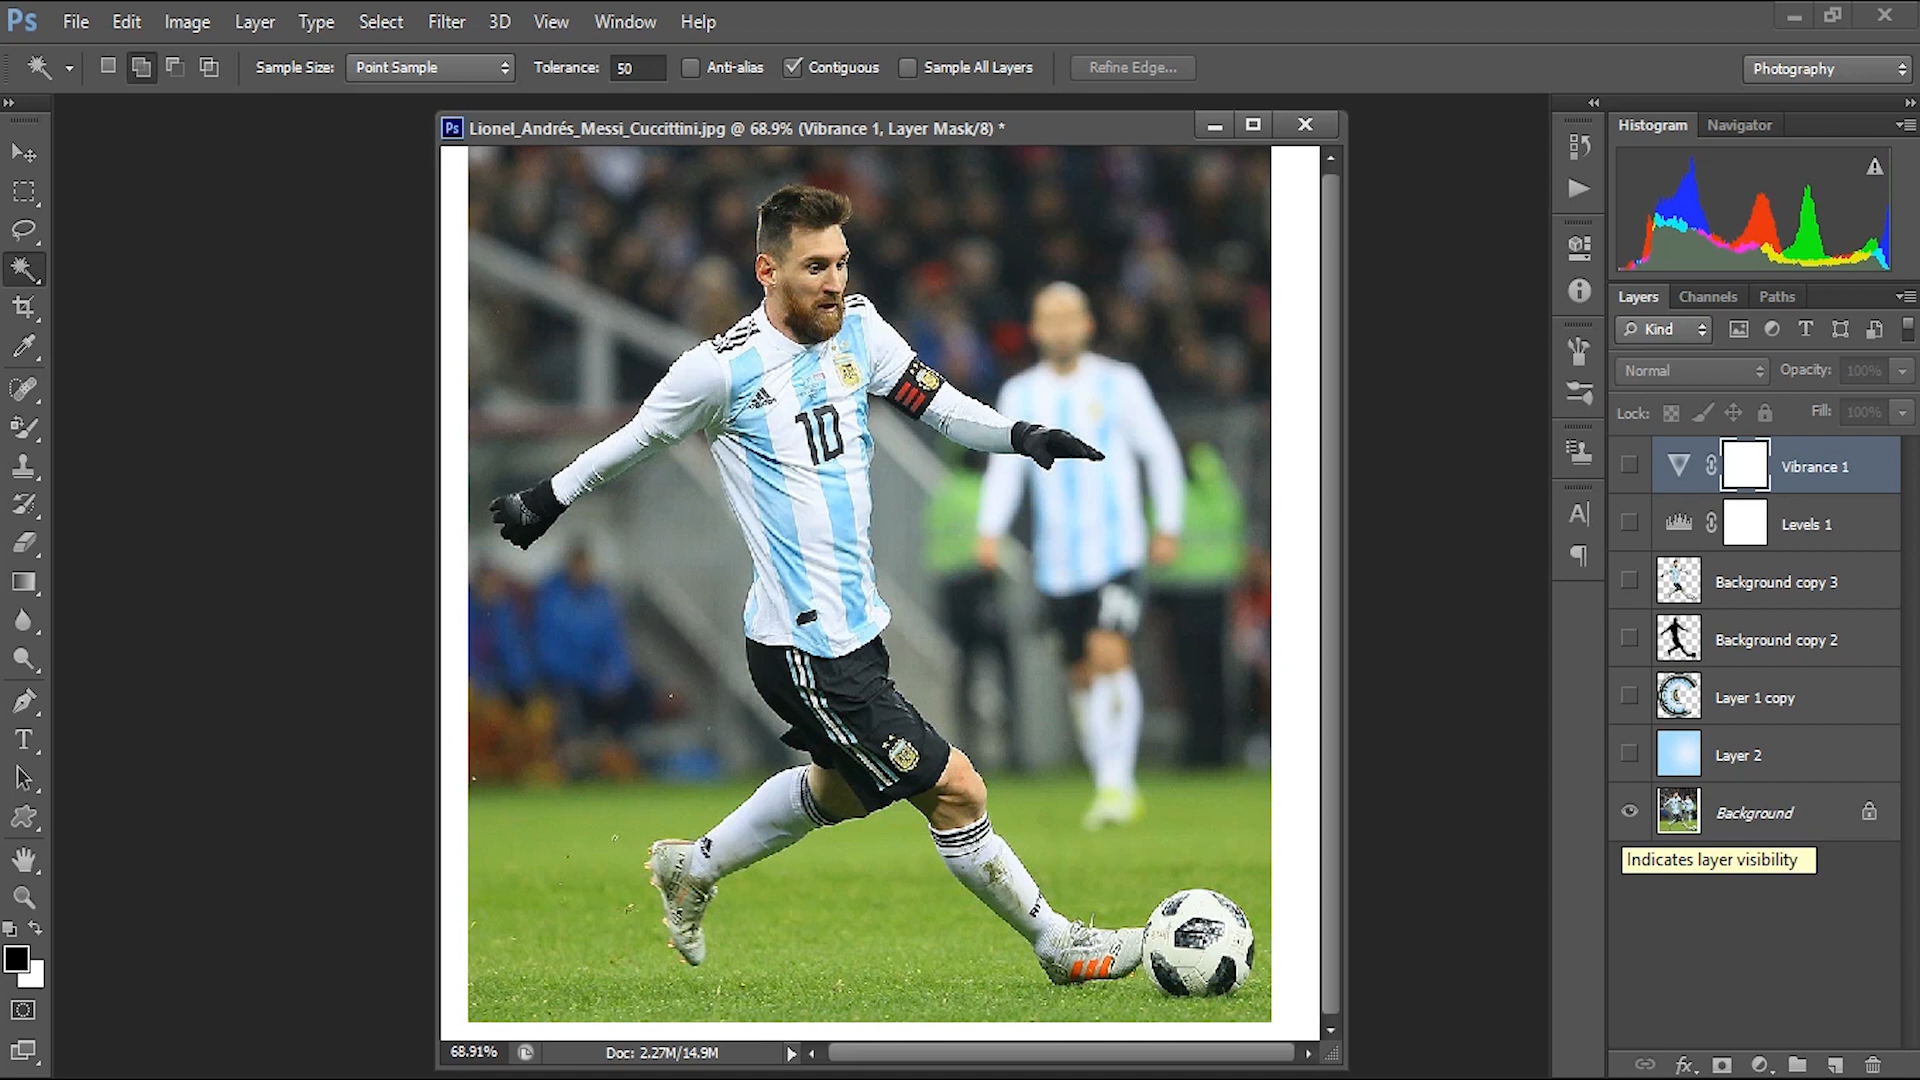 Ps File Edit Image Layer Type Select Filter 3D View Window Help
Sample Size: Point Sample Tolerance: 50 Anti-alias Contiguous Sample All Layers Refine Edge... Photography
Ps Lionel_Andrés_Messi_Cuccittini.jpg @ 68.9% (Vibrance 1, Layer Mask/8) *
Histogram Navigator
Layers Channels Paths
Kind
Normal Opacity: 100%
Lock: Fill: 100%
Vibrance 1
Levels 1
Background copy 3
Background copy 2
Layer 1 copy
Layer 2
Background
Indicates layer visibility
adidas
10
68.91% Doc: 2.27M/14.9M